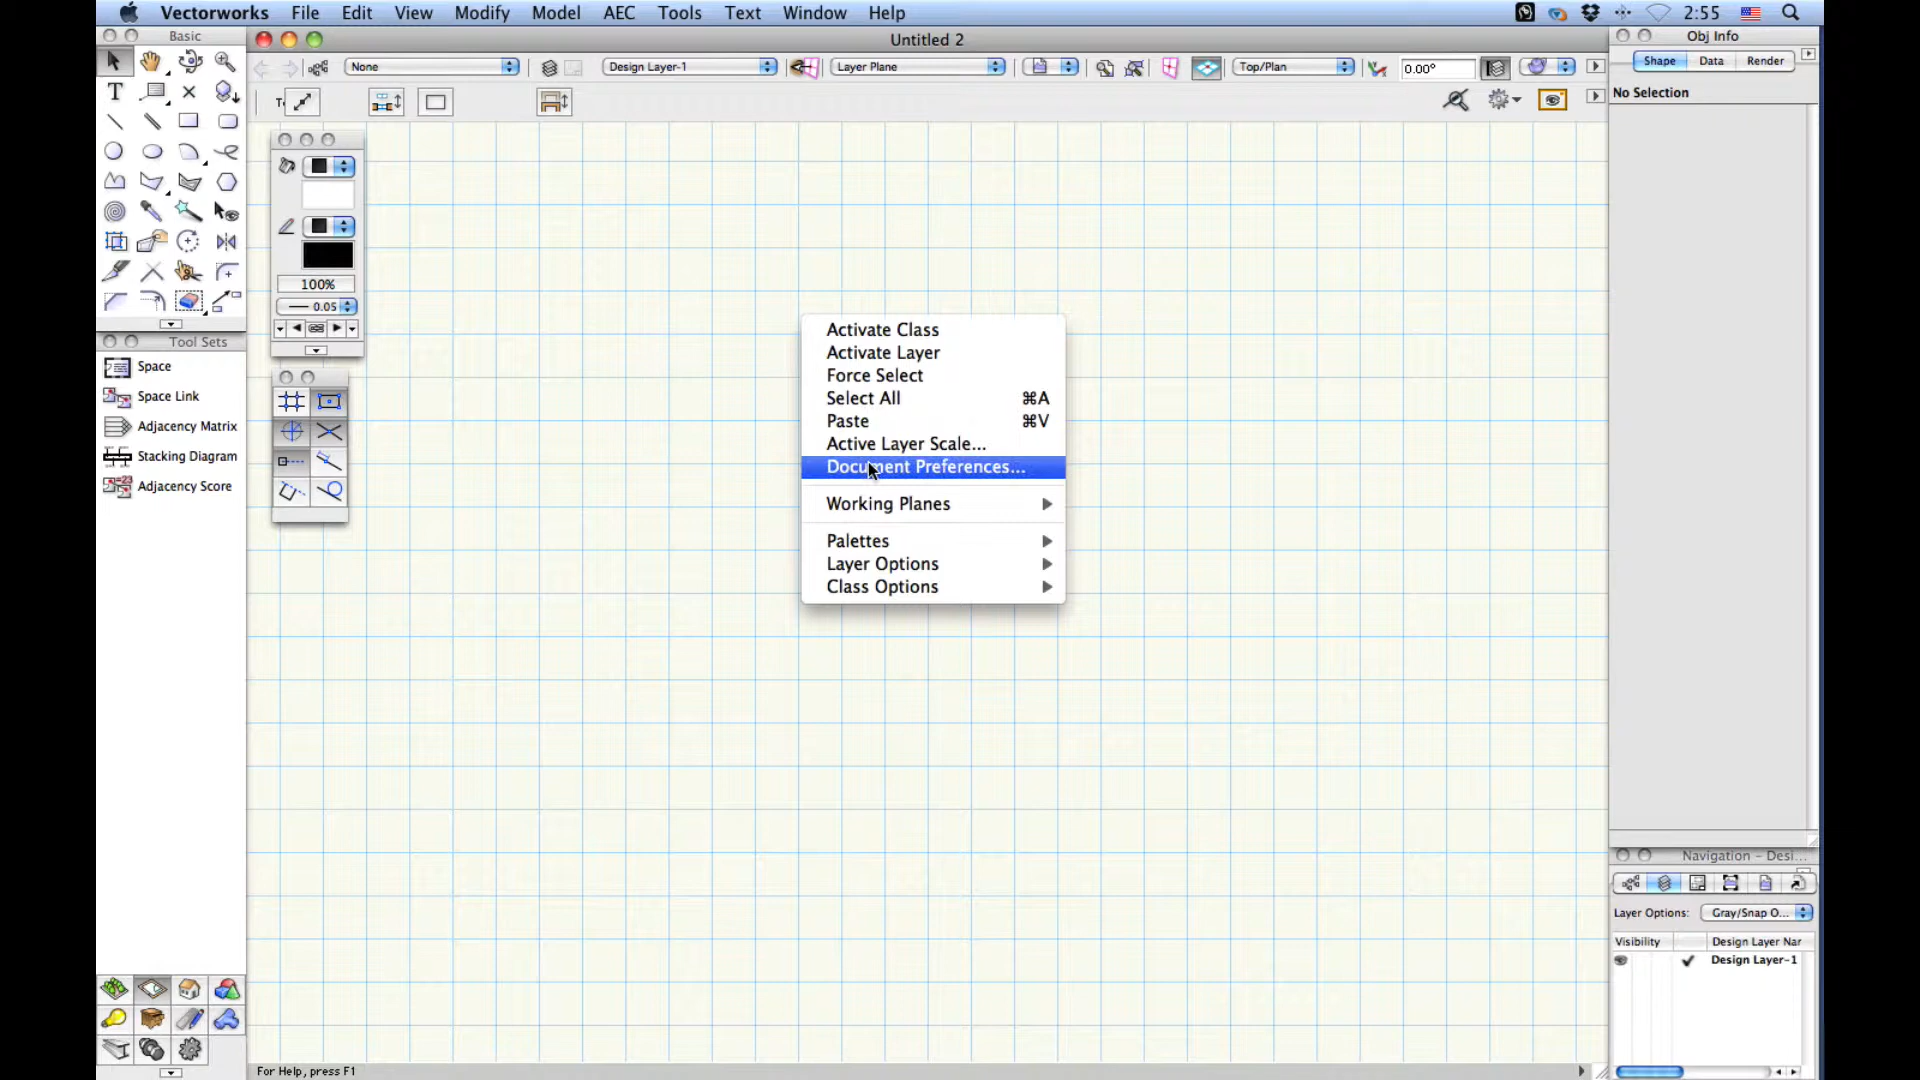 Vectorworks File Edit View Modify Model AEC Tools Text Window Help 2:55
Basic
Untitled 2
Obj Info
None Design Layer-1 Layer Plane Top/Plan 0.00°
Shape Data Render
No Selection
T
100%
0.05
Tool Sets
Space
Space Link
Adjacency Matrix
Stacking Diagram
Adjacency Score
Activate Class
Activate Layer
Force Select
Select All ⌘A
Paste ⌘V
Active Layer Scale...
Document Preferences...
Working Planes
Palettes
Layer Options
Class Options
Navigation – Desi...
Layer Options: Gray/Snap O...
Visibility Design Layer Nar
Design Layer-1
For Help, press F1